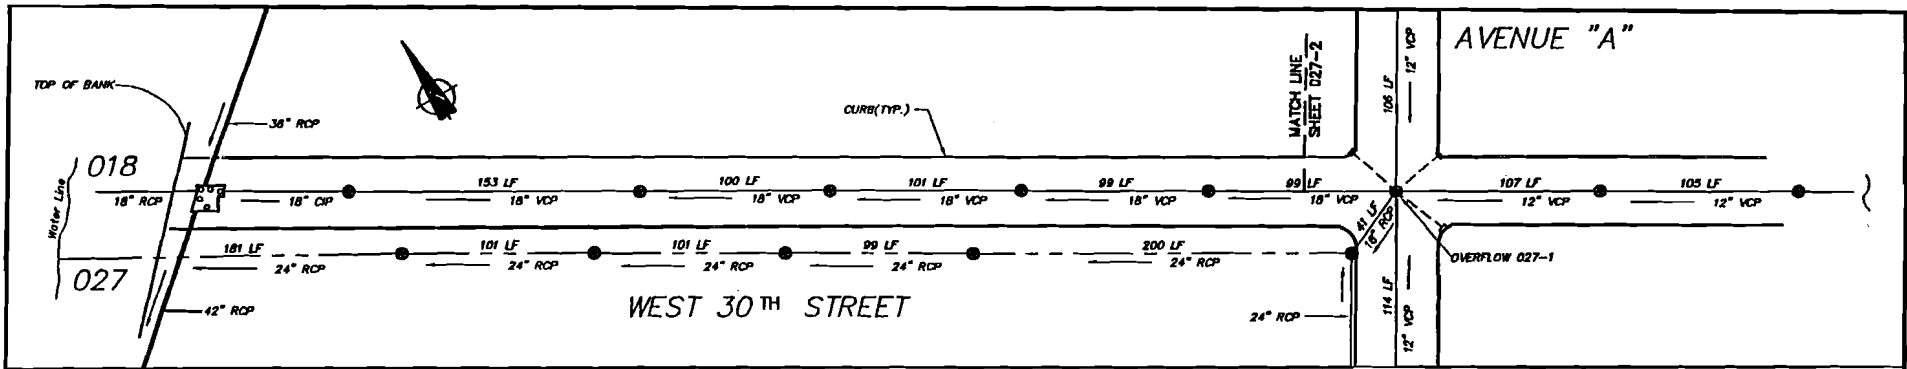 AVENUE "A"
106 LF
12" VCP
MATCH LINE
SHEET 027-2
TOP OF BANK
36" RCP
CURB(TYP.)
018
Water Line
18" RCP
18" CIP
153 LF
18" VCP
100 LF
18" VCP
101 LF
18" VCP
99 LF
18" VCP
99 LF
18" VCP
107 LF
12" VCP
105 LF
12" VCP
41 LF
18" RCP
181 LF
24" RCP
101 LF
24" RCP
101 LF
24" RCP
99 LF
24" RCP
200 LF
24" RCP
OVERFLOW 027-1
027
42" RCP
WEST 30TH STREET
24" RCP
114 LF
12" VCP